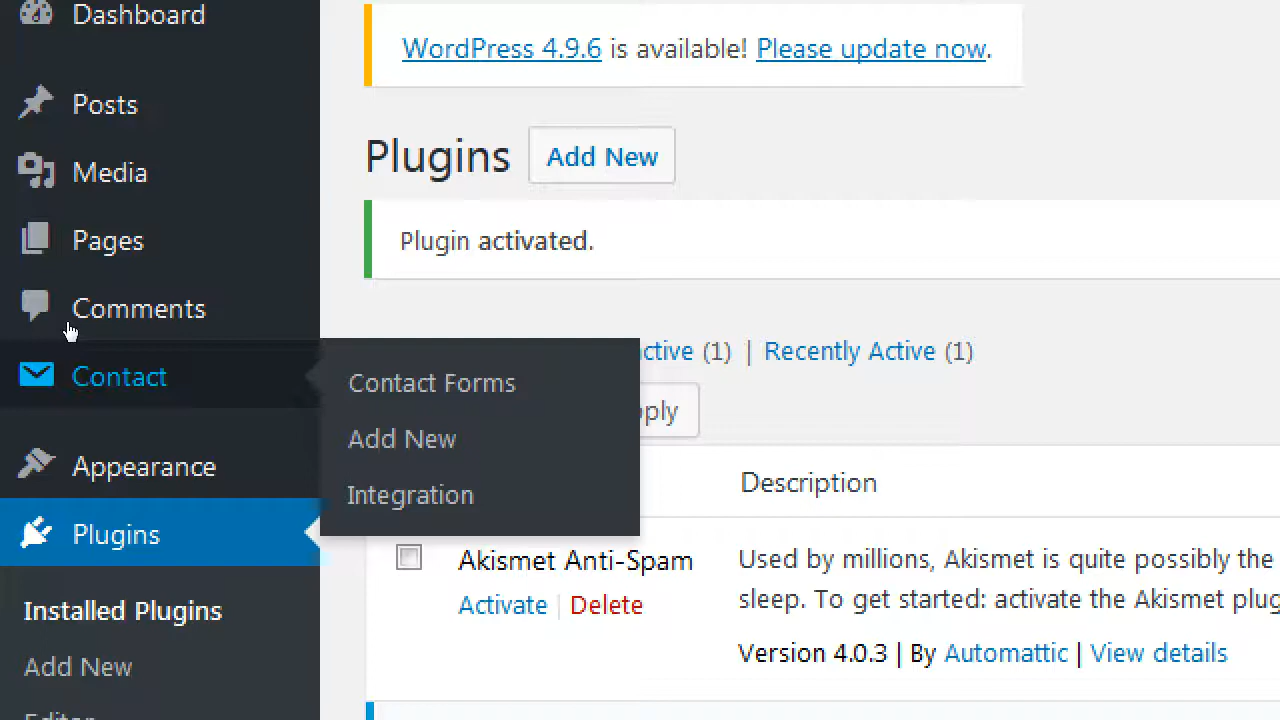 Dashboard
Posts
Media
Pages
Comments
Contact
Contact Forms
Add New
Integration
Appearance
Plugins
Installed Plugins
Add New
Editor
WordPress 4.9.6 is available! Please update now.
Plugins Add New
Plugin activated.
(1) | Recently Active (1)
Description
Akismet Anti-Spam
Activate | Delete
Used by millions, Akismet is quite possibly the
sleep. To get started: activate the Akismet
Version 4.0.3 | By Automattic | View details